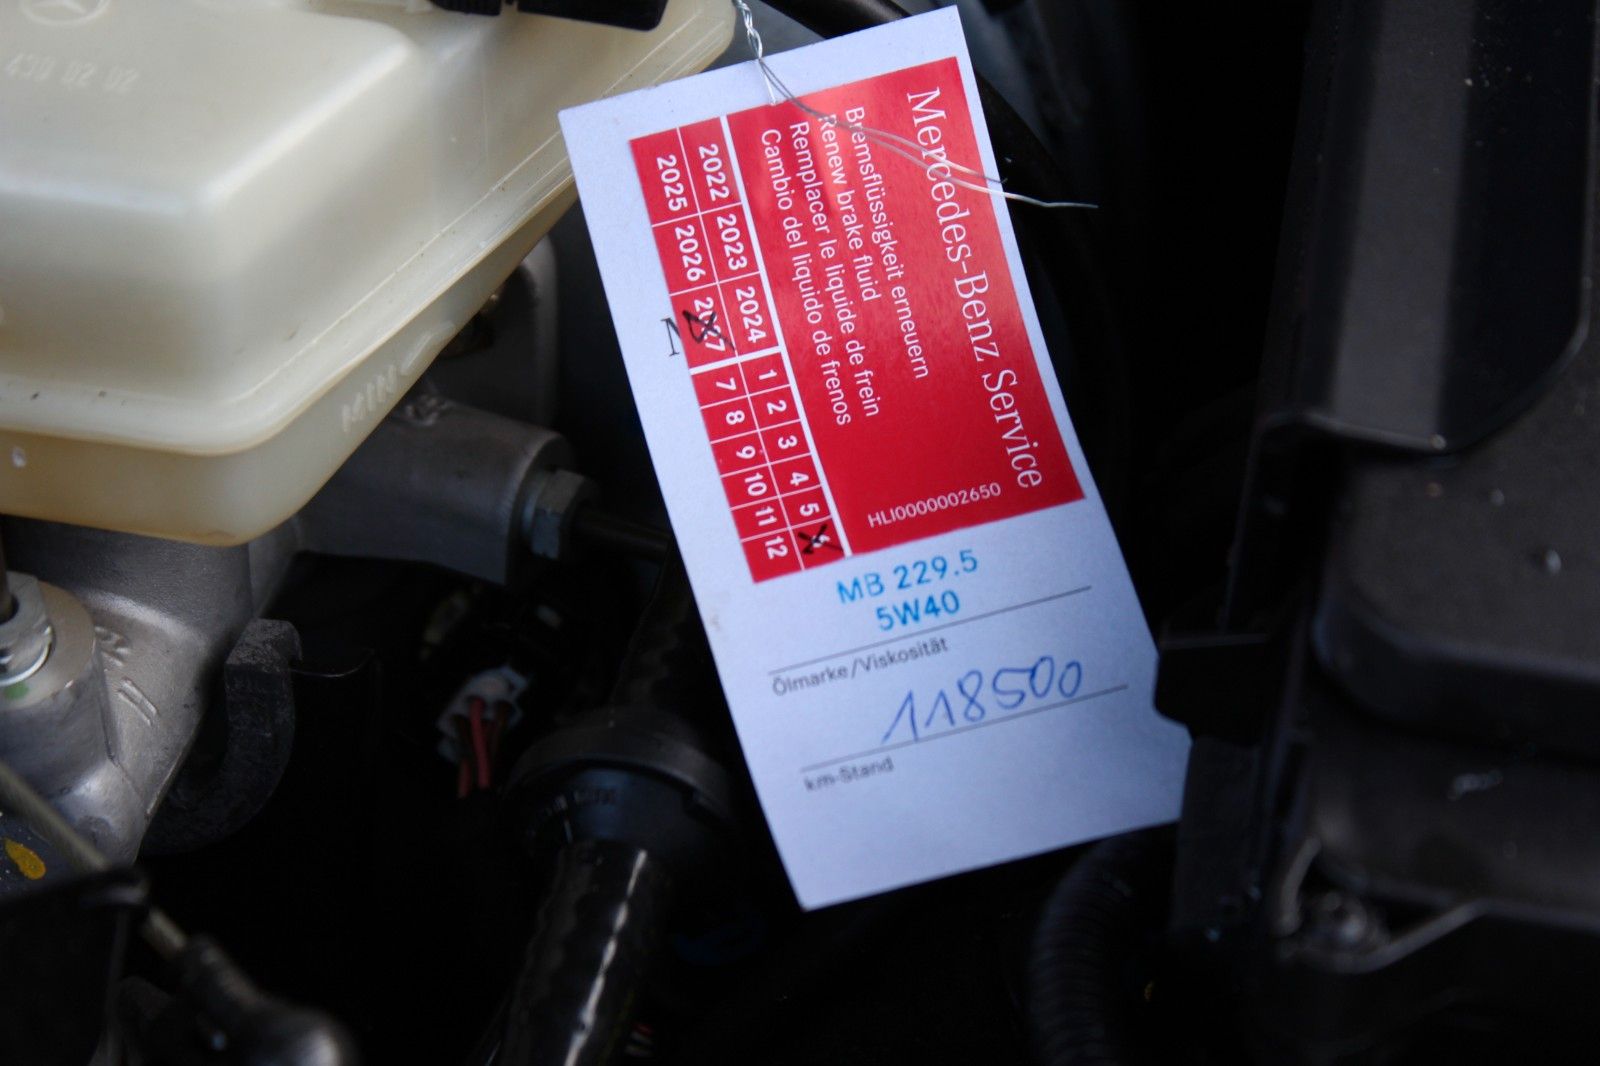 Mercedes-Benz Service
Bremsflüssigkeit erneuern
Renew brake fluid
Remplacer le liquide de frein
Cambio del liquido de frenos
HLI0000002650
2022 2023 2024 1 2 3 4 5
2025 2026 2027 7 8 9 10 11 12
MB 229.5
5W40
Ölmarke/Viskosität
118500
km-Stand
MIN